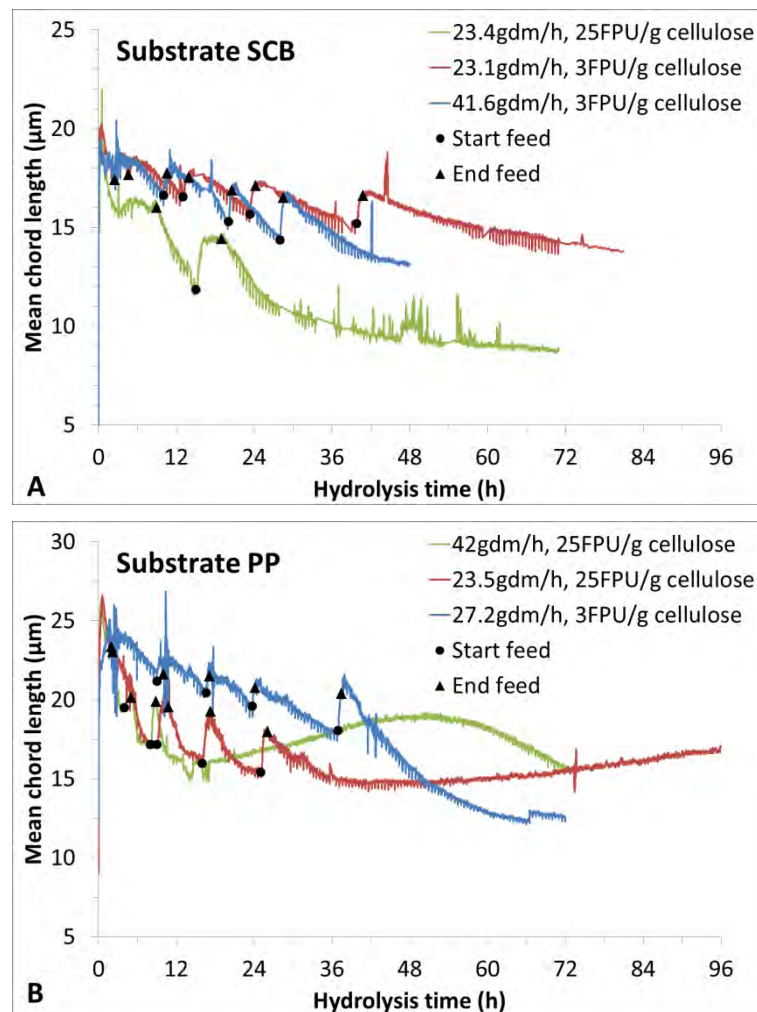 Substrate SCB
23.4gdm/h, 25FPU/g cellulose
23.1gdm/h, 3FPU/g cellulose
41.6gdm/h, 3FPU/g cellulose
Start feed
End feed
Mean chord length (µm)
25
20
15
10
5
0 12 24 36 48 60 72 84 96
Hydrolysis time (h)
A
Substrate PP
42gdm/h, 25FPU/g cellulose
23.5gdm/h, 25FPU/g cellulose
27.2gdm/h, 3FPU/g cellulose
Start feed
End feed
Mean chord length (µm)
30
25
20
15
10
5
0 12 24 36 48 60 72 84 96
Hydrolysis time (h)
B